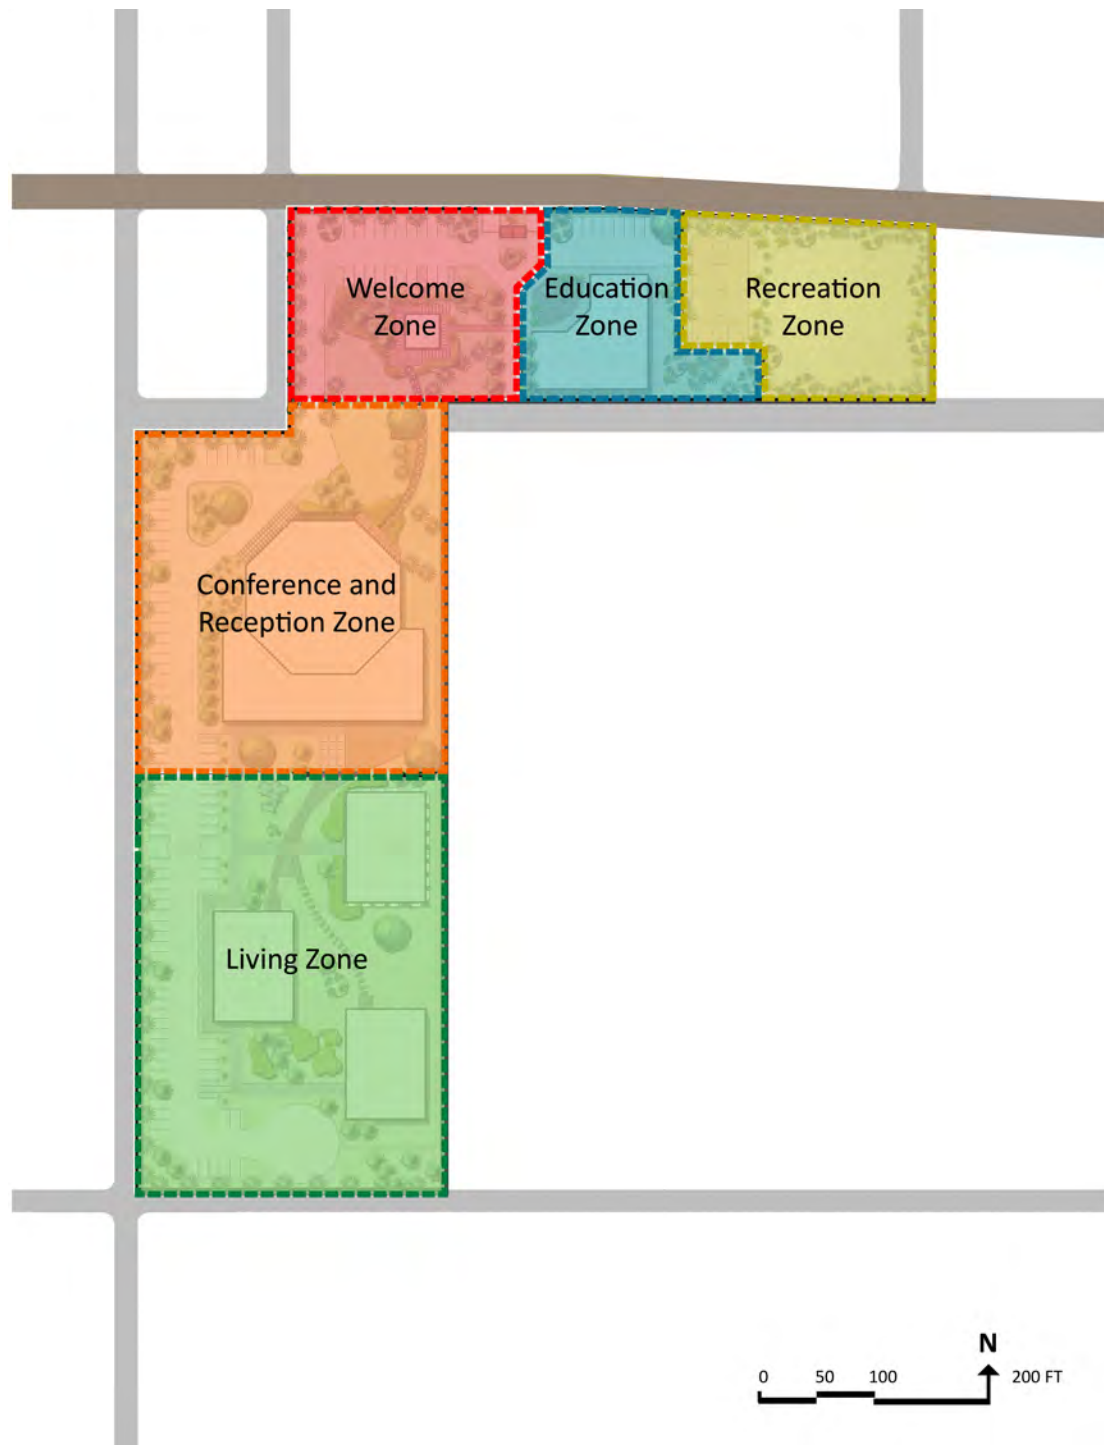 Welcome
Zone
Education
Zone
Recreation
Zone
Conference and
Reception Zone
Living Zone
N
0 50 100 200 FT